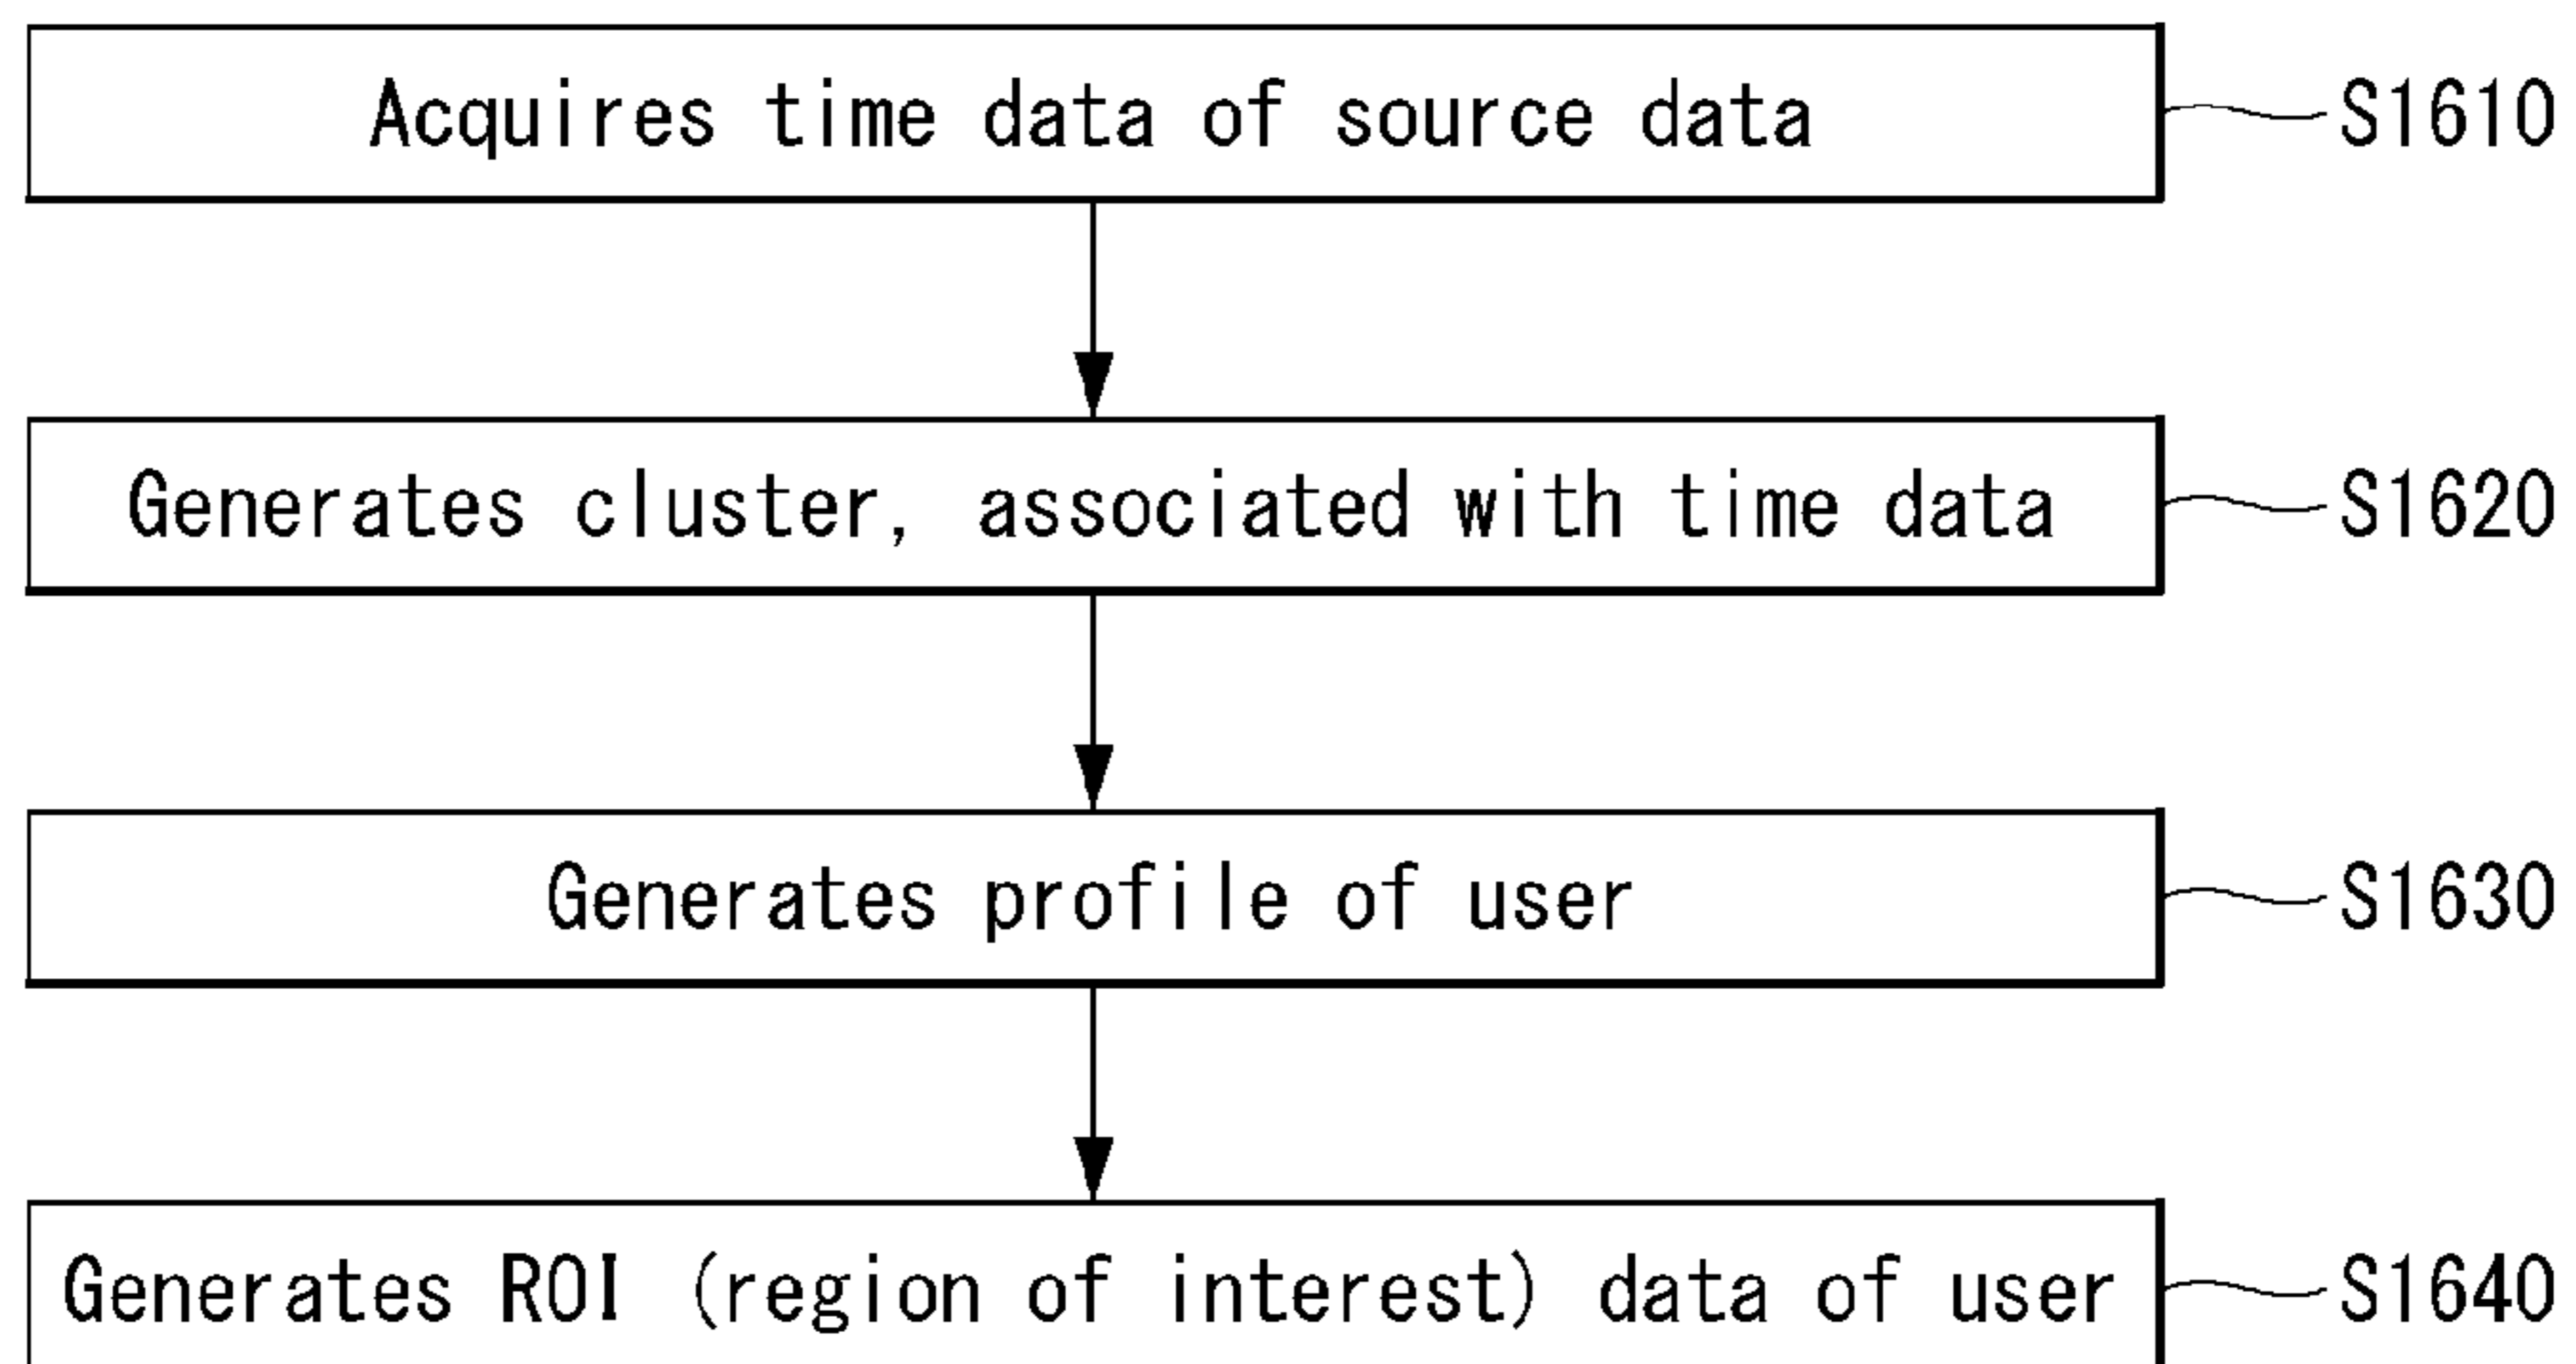 Acquires time data of source data S1610
Generates cluster, associated with time data S1620
Generates profile of user S1630
Generates ROI (region of interest) data of user S1640